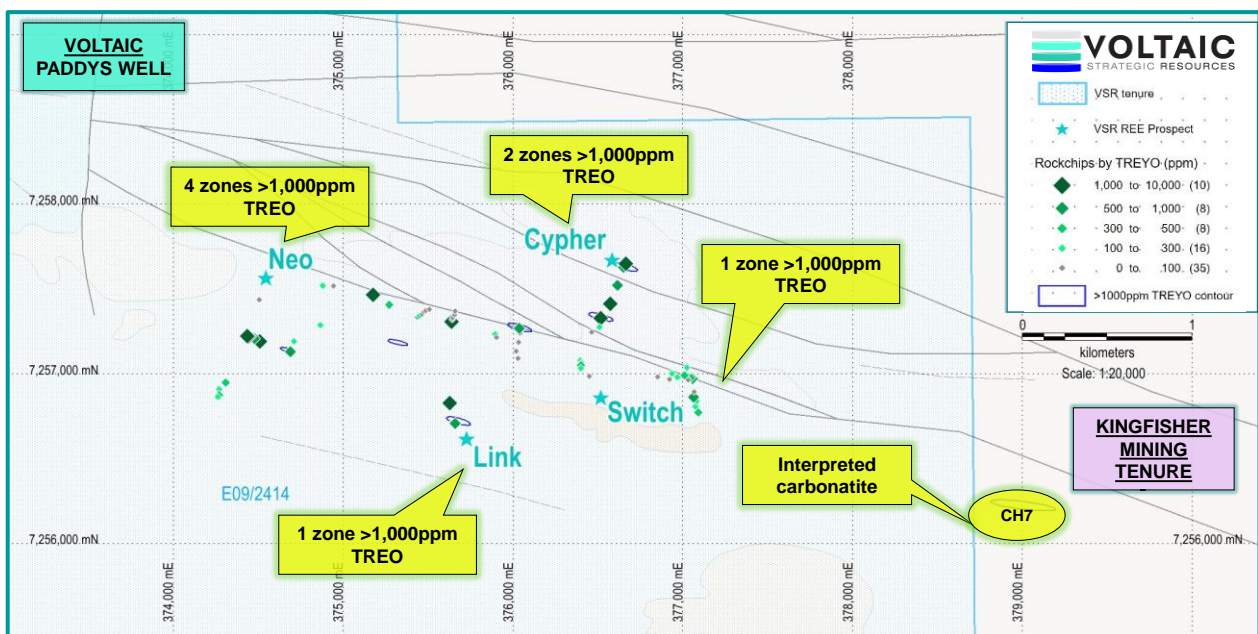 VOLTAIC
PADDYS WELL
374,000 mE
375,000 mE
376,000 mE
377,000 mE
378,000 mE
VOLTAIC
STRATEGIC RESOURCES
VSR tenure
VSR REE Prospect
Rockchips by TREYO (ppm)
1,000 to 10,000 (10)
500 to 1,000 (8)
300 to 500 (8)
100 to 300 (16)
0 to 100 (35)
>1000ppm TREYO contour
0 1
kilometers
Scale: 1:20,000
7,258,000 mN
4 zones >1,000ppm
TREO
2 zones >1,000ppm
TREO
Neo
Cypher
1 zone >1,000ppm
TREO
7,257,000 mN
Switch
Link
KINGFISHER
MINING
TENURE
Interpreted
carbonatite
CH7
E09/2414
1 zone >1,000ppm
TREO
7,256,000 mN
7,256,000 mN
374,000 mE
375,000 mE
376,000 mE
377,000 mE
378,000 mE
379,000 mE